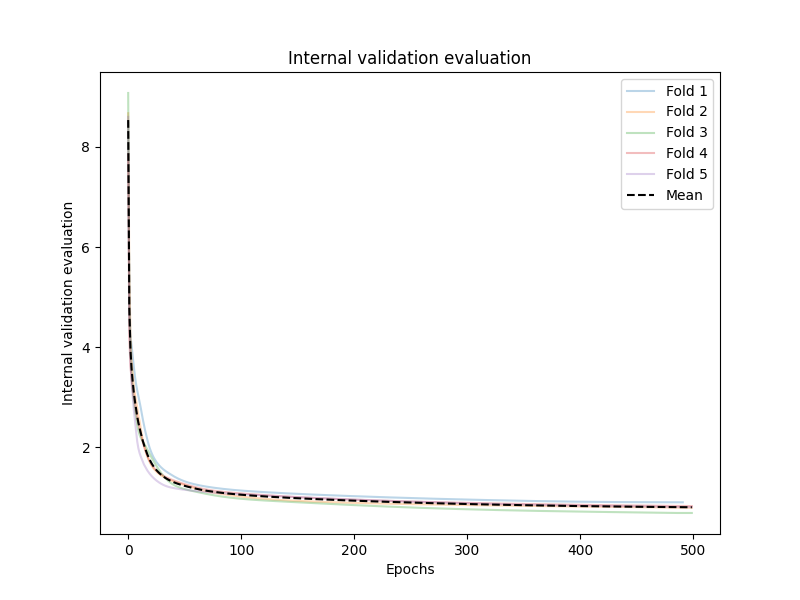 Internal validation evaluation
Internal validation evaluation
8
6
4
2
0
100
200
300
400
500
Epochs
Fold 1
Fold 2
Fold 3
Fold 4
Fold 5
Mean